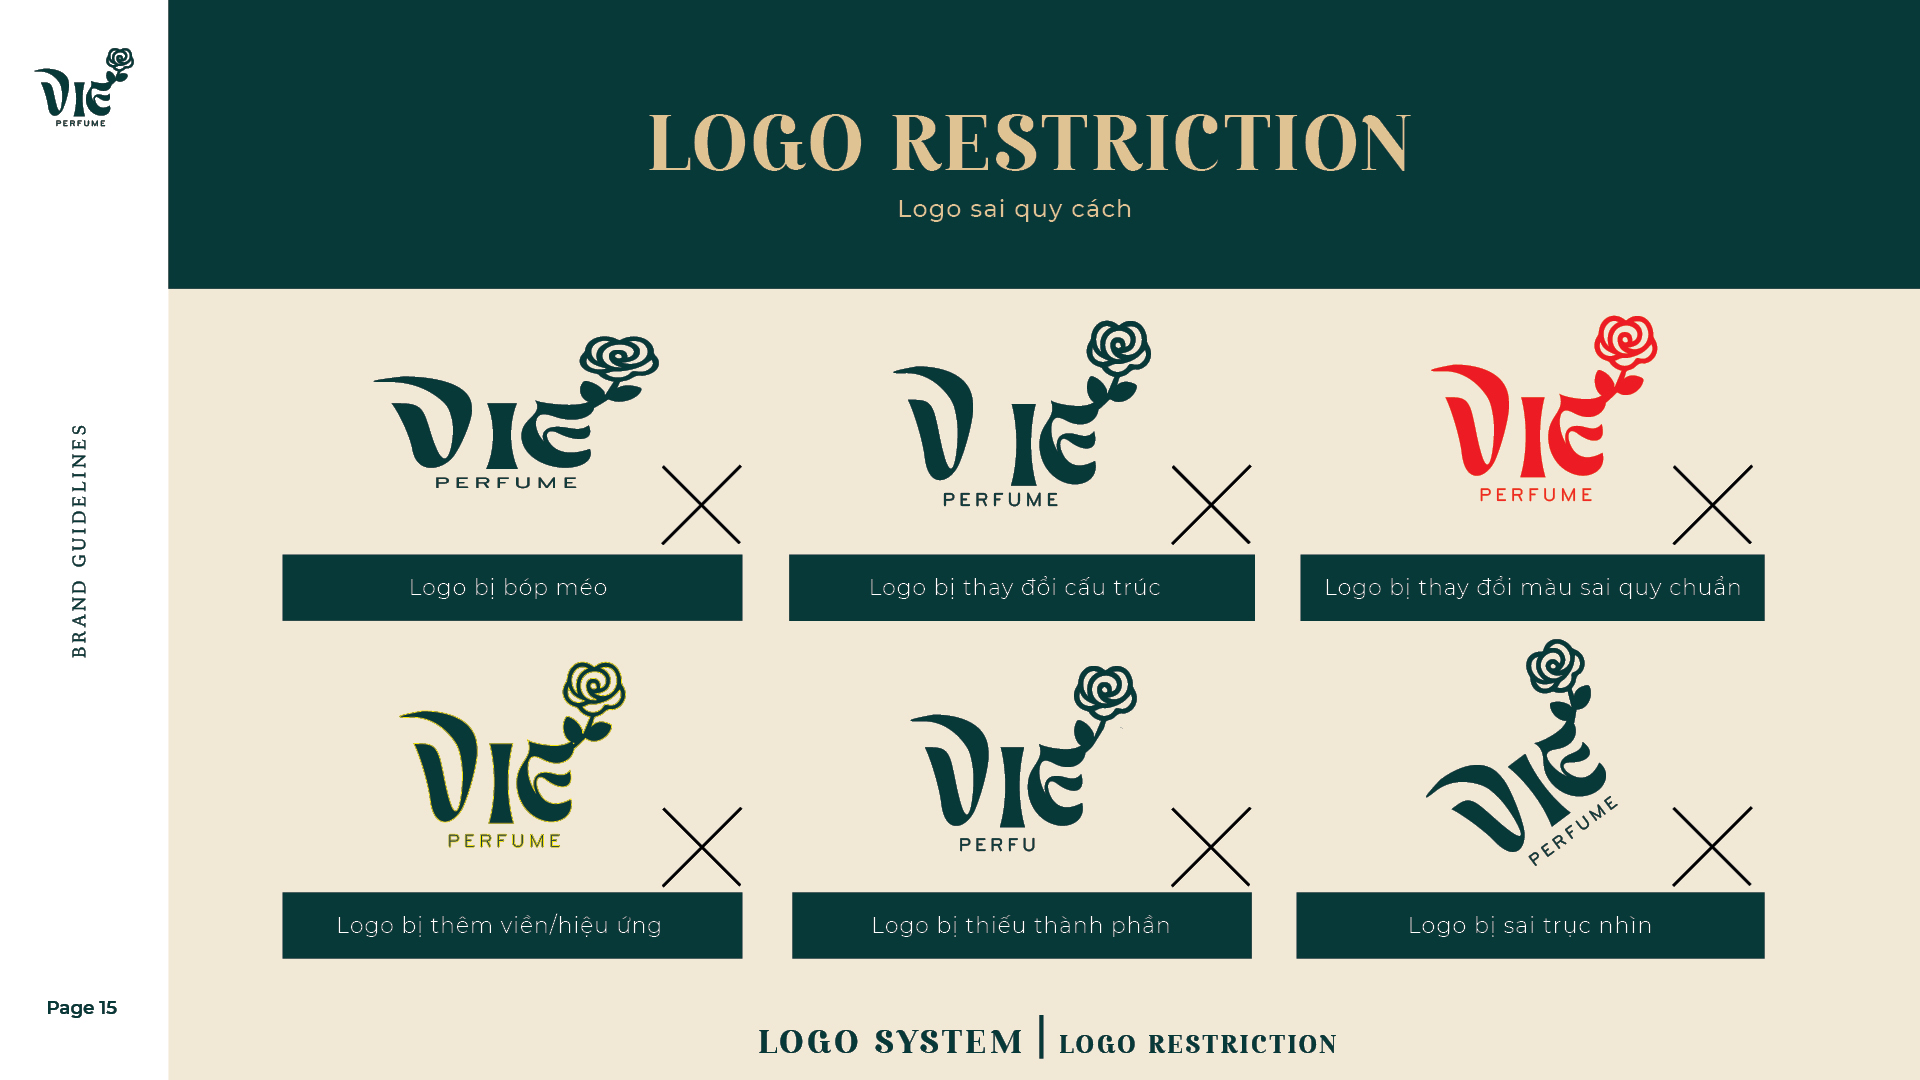 VIE
PERFUME
BRAND GUIDELINES
Page 15
LOGO RESTRICTION
Logo sai quy cách
VIE
PERFUME
Logo bị bóp méo
VIE
PERFUME
Logo bị thay đổi cấu trúc
VIE
PERFUME
Logo bị thay đổi màu sai quy chuẩn
VIE
PERFUME
Logo bị thêm viền/hiệu ứng
VIE
PERFU
Logo bị thiếu thành phần
VIE
PERFUME
Logo bị sai trục nhìn
LOGO SYSTEM | LOGO RESTRICTION